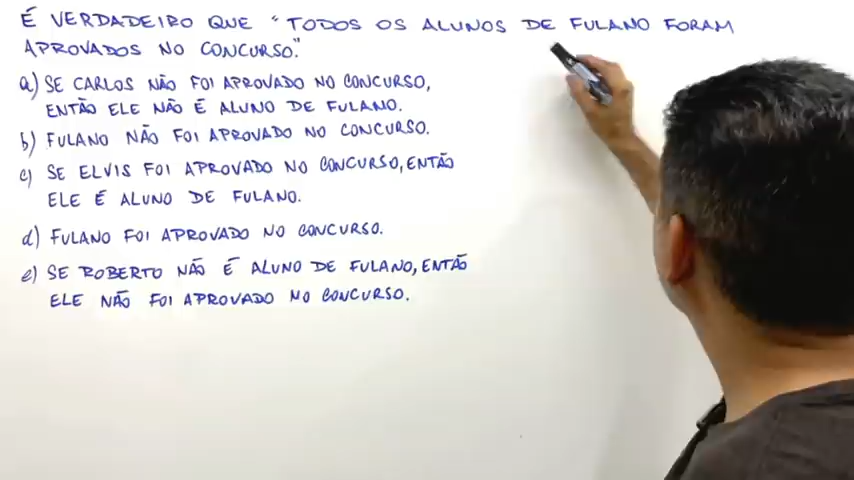 É VERDADEIRO QUE "TODOS OS ALUNOS DE FULANO FORAM
APROVADOS NO CONCURSO."
a) SE CARLOS NÃO FOI APROVADO NO CONCURSO,
ENTÃO ELE NÃO É ALUNO DE FULANO.
b) FULANO NÃO FOI APROVADO NO CONCURSO.
c) SE ELVIS FOI APROVADO NO CONCURSO, ENTÃO
ELE É ALUNO DE FULANO.
d) FULANO FOI APROVADO NO CONCURSO.
e) SE ROBERTO NÃO É ALUNO DE FULANO, ENTÃO
ELE NÃO FOI APROVADO NO CONCURSO.